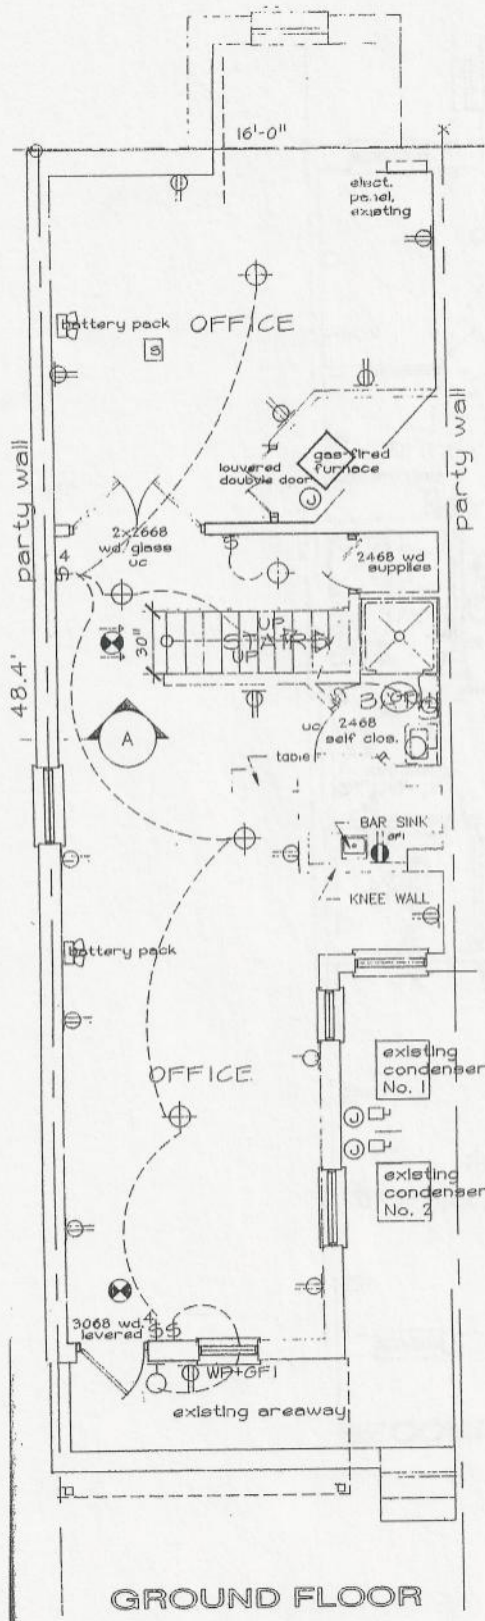 16'-0"
elect.
panel,
existing
battery pack
OFFICE
S
party wall
party wall
louvered
double door
gas-fired
furnace
J
2x2668
wd. glass
uc
4
S
S
2468 wd
supplies
30"
UP
STAIRS
UP
48.4'
A
uc
2468
self clos.
table
BAR SINK
GFI
KNEE WALL
battery pack
OFFICE
existing
condenser
No. 1
J
J
existing
condenser
No. 2
3068 wd.
levered
4
SS
WP+GFI
existing areaway
GROUND FLOOR